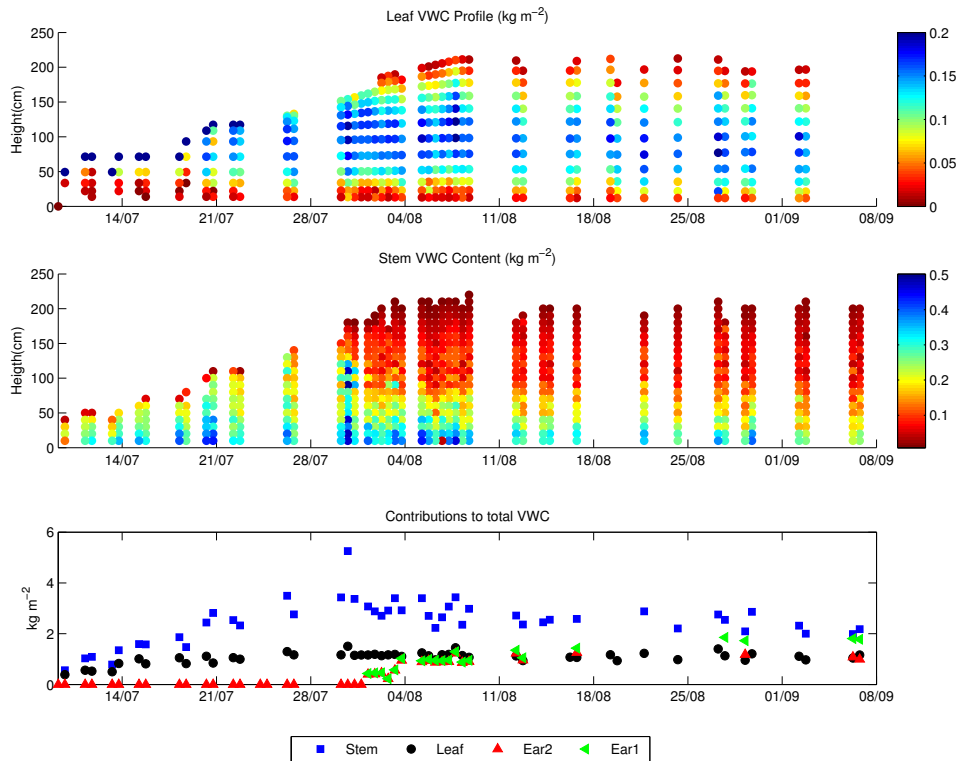 Leaf VWC Profile (kg m⁻²)
250
200
150
100
50
0
Height(cm)
14/07 21/07 28/07 04/08 11/08 18/08 25/08 01/09 08/09
0.2
0.15
0.1
0.05
0
Stem VWC Content (kg m⁻²)
250
200
150
100
50
0
Heigth(cm)
14/07 21/07 28/07 04/08 11/08 18/08 25/08 01/09 08/09
0.5
0.4
0.3
0.2
0.1
Contributions to total VWC
6
4
2
0
kg m⁻²
14/07 21/07 28/07 04/08 11/08 18/08 25/08 01/09 08/09
Stem Leaf Ear2 Ear1